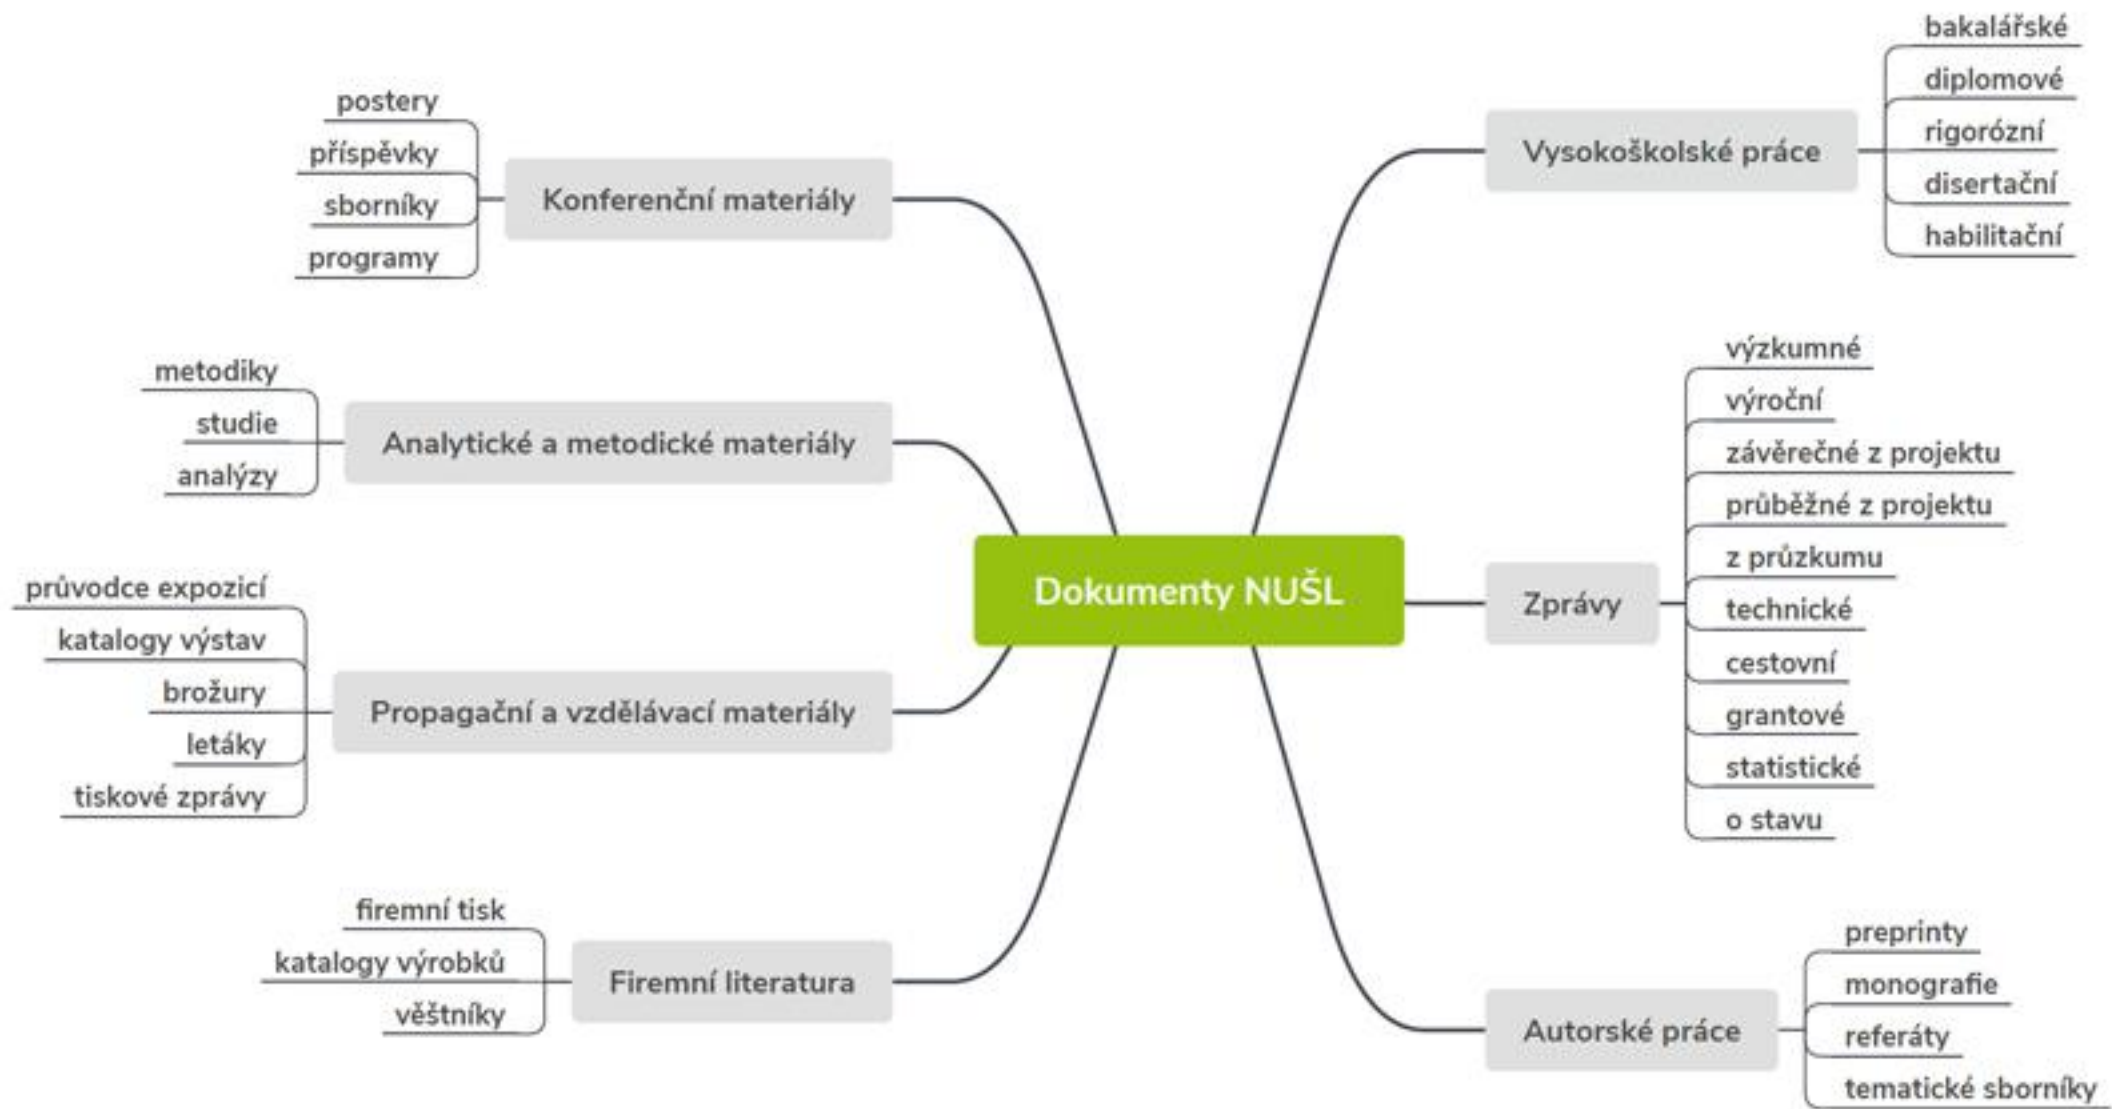 Dokumenty NUŠL
Konferenční materiály
postery
příspěvky
sborníky
programy
Analytické a metodické materiály
metodiky
studie
analýzy
Propagační a vzdělávací materiály
průvodce expozicí
katalogy výstav
brožury
letáky
tiskové zprávy
Firemní literatura
firemní tisk
katalogy výrobků
věštníky
Vysokoškolské práce
bakalářské
diplomové
rigorózní
disertační
habilitační
Zprávy
výzkumné
výroční
závěrečné z projektu
průběžné z projektu
z průzkumu
technické
cestovní
grantové
statistické
o stavu
Autorské práce
preprinty
monografie
referáty
tematické sborníky